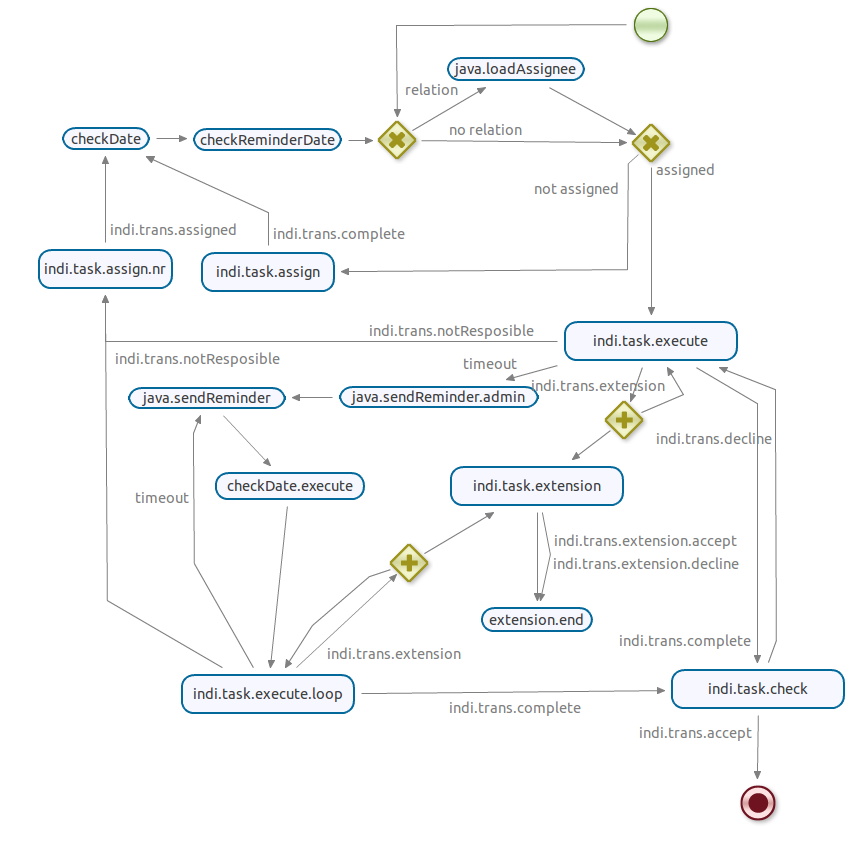 java.loadAssignee
relation
checkDate
checkReminderDate
no relation
assigned
not assigned
indi.trans.assigned
indi.trans.complete
indi.task.assign.nr
indi.task.assign
indi.trans.notResposible
indi.task.execute
indi.trans.notResposible
timeout
indi.trans.extension
java.sendReminder
java.sendReminder.admin
indi.trans.decline
checkDate.execute
indi.task.extension
timeout
indi.trans.extension.accept
indi.trans.extension.decline
extension.end
indi.trans.complete
indi.trans.extension
indi.task.execute.loop
indi.task.check
indi.trans.complete
indi.trans.accept